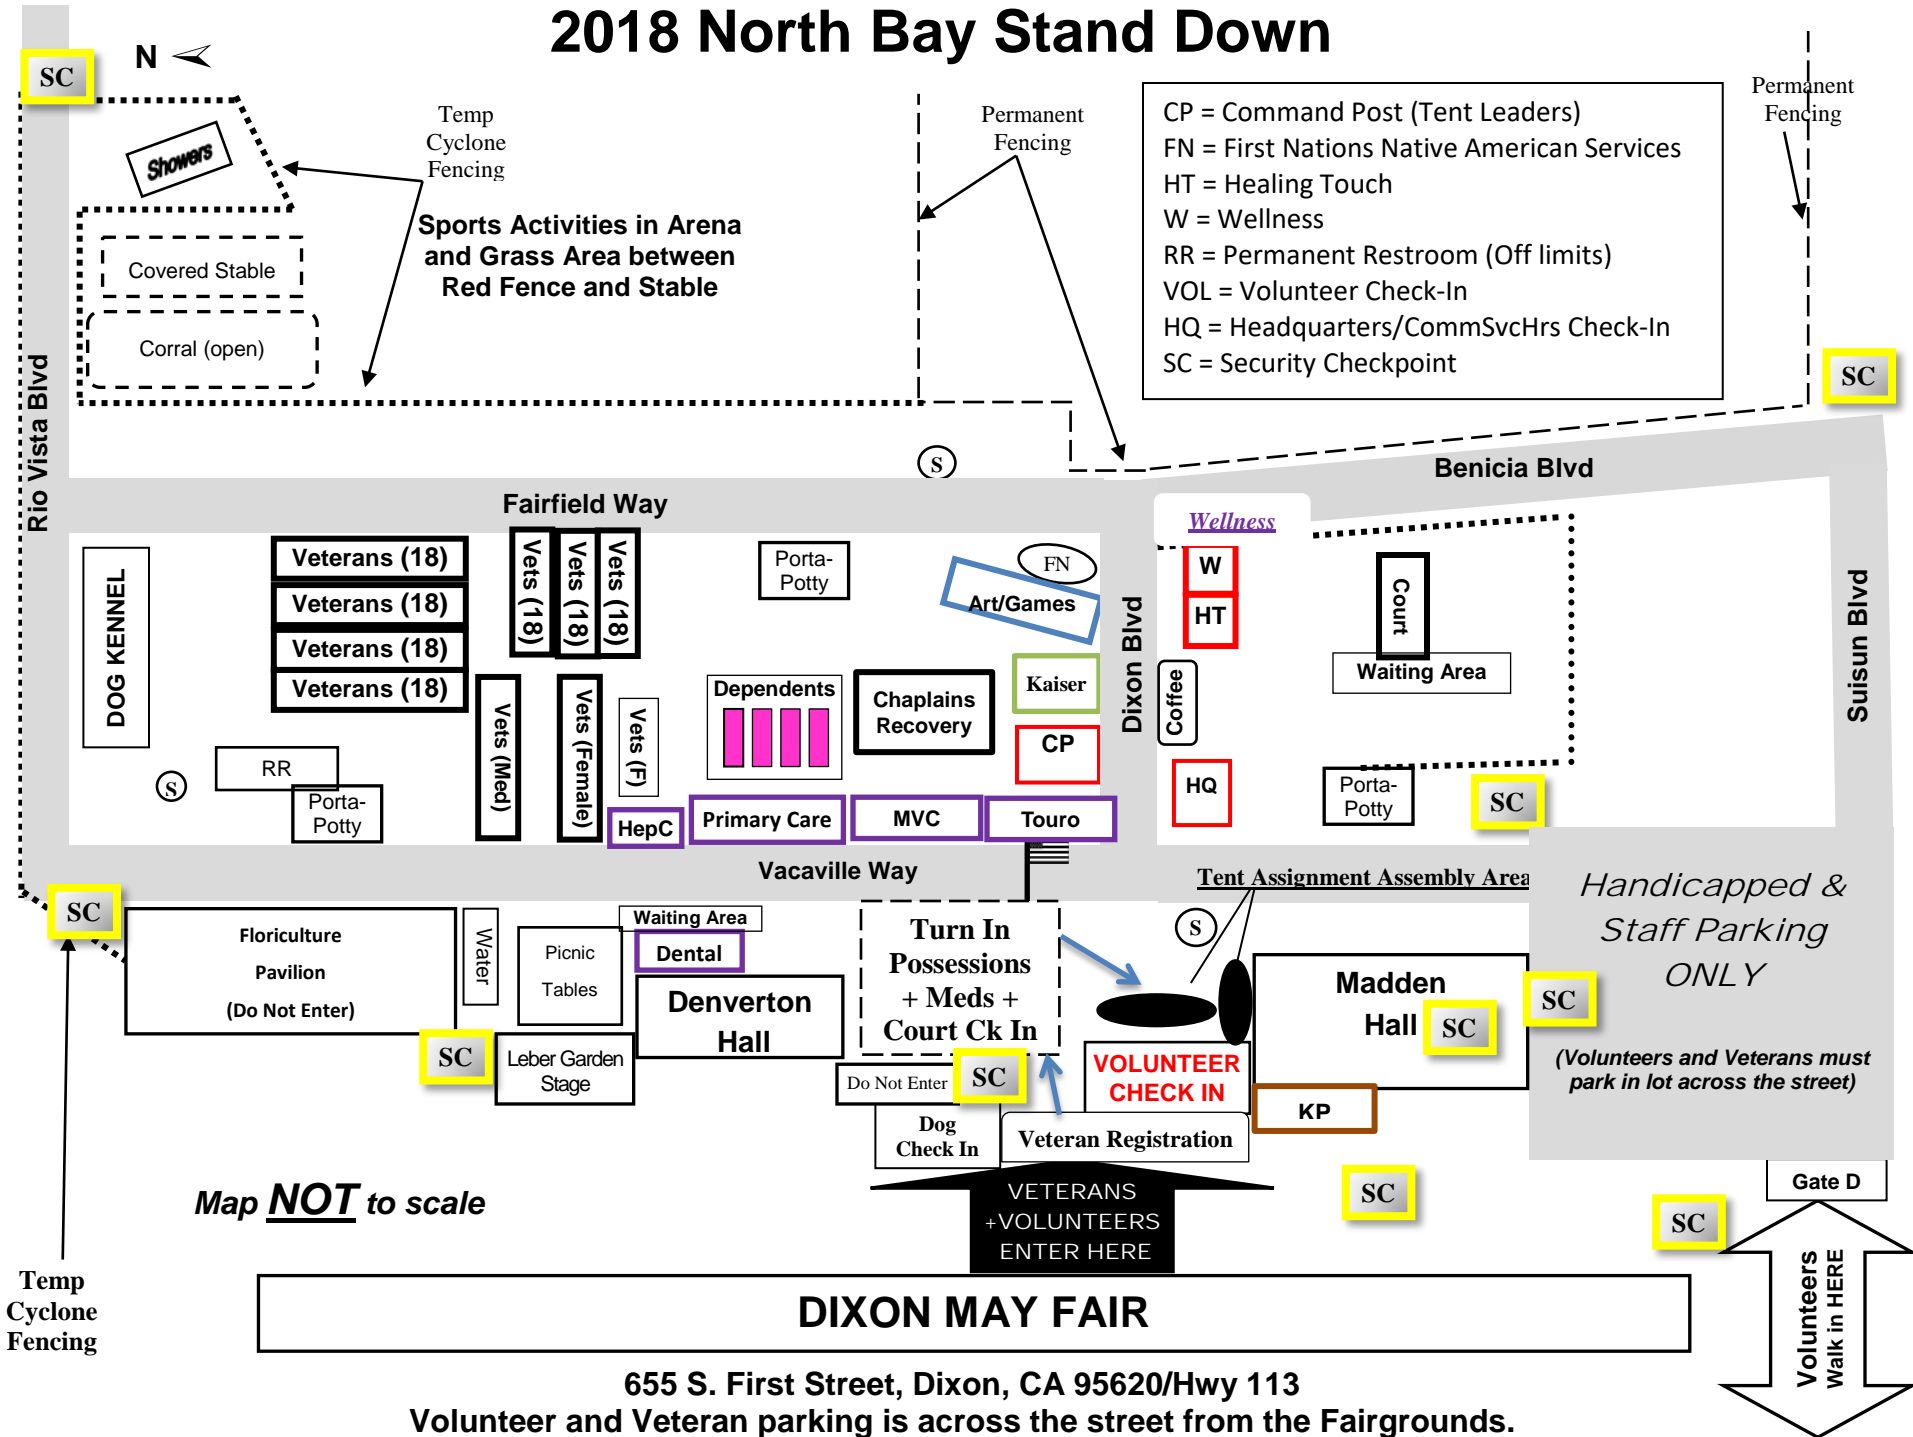 2018 North Bay Stand Down
SC
N
Showers
Temp
Cyclone
Fencing
Permanent
Fencing
Permanent
Fencing
CP = Command Post (Tent Leaders)
FN = First Nations Native American Services
HT = Healing Touch
W = Wellness
RR = Permanent Restroom (Off limits)
VOL = Volunteer Check-In
HQ = Headquarters/CommSvcHrs Check-In
SC = Security Checkpoint
Sports Activities in Arena
and Grass Area between
Red Fence and Stable
Covered Stable
Corral (open)
SC
Rio Vista Blvd
S
Benicia Blvd
Fairfield Way
Wellness
DOG KENNEL
Veterans (18)
Veterans (18)
Veterans (18)
Veterans (18)
Vets (18)
Vets (18)
Vets (18)
Porta-
Potty
FN
Art/Games
Dixon Blvd
W
HT
Court
Waiting Area
Suisun Blvd
Vets (Med)
Vets (Female)
Vets (F)
Dependents
Chaplains
Recovery
Kaiser
CP
Coffee
S
RR
Porta-
Potty
HepC
Primary Care
MVC
Touro
HQ
Porta-
Potty
SC
Vacaville Way
Tent Assignment Assembly Area
Handicapped &
Staff Parking
ONLY
(Volunteers and Veterans must
park in lot across the street)
SC
Floriculture
Pavilion
(Do Not Enter)
Water
Picnic
Tables
Waiting Area
Dental
Denverton
Hall
Turn In
Possessions
+ Meds +
Court Ck In
S
Madden
Hall
SC
SC
SC
Leber Garden
Stage
Do Not Enter
SC
VOLUNTEER
CHECK IN
KP
Dog
Check In
Veteran Registration
Map NOT to scale
VETERANS
+VOLUNTEERS
ENTER HERE
SC
SC
Gate D
Volunteers
Walk in HERE
Temp
Cyclone
Fencing
DIXON MAY FAIR
655 S. First Street, Dixon, CA 95620/Hwy 113
Volunteer and Veteran parking is across the street from the Fairgrounds.